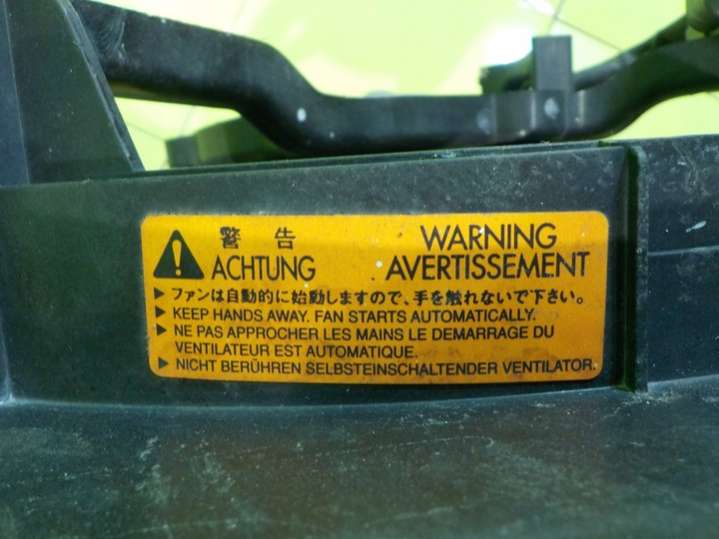 警告 WARNING
ACHTUNG AVERTISSEMENT
ファンは自動的に始動しますので、手を触れないで下さい。
KEEP HANDS AWAY. FAN STARTS AUTOMATICALLY.
NE PAS APPROCHER LES MAINS LE DEMARRAGE DU
VENTILATEUR EST AUTOMATIQUE.
NICHT BERÜHREN SELBSTEINSCHALTENDER VENTILATOR.